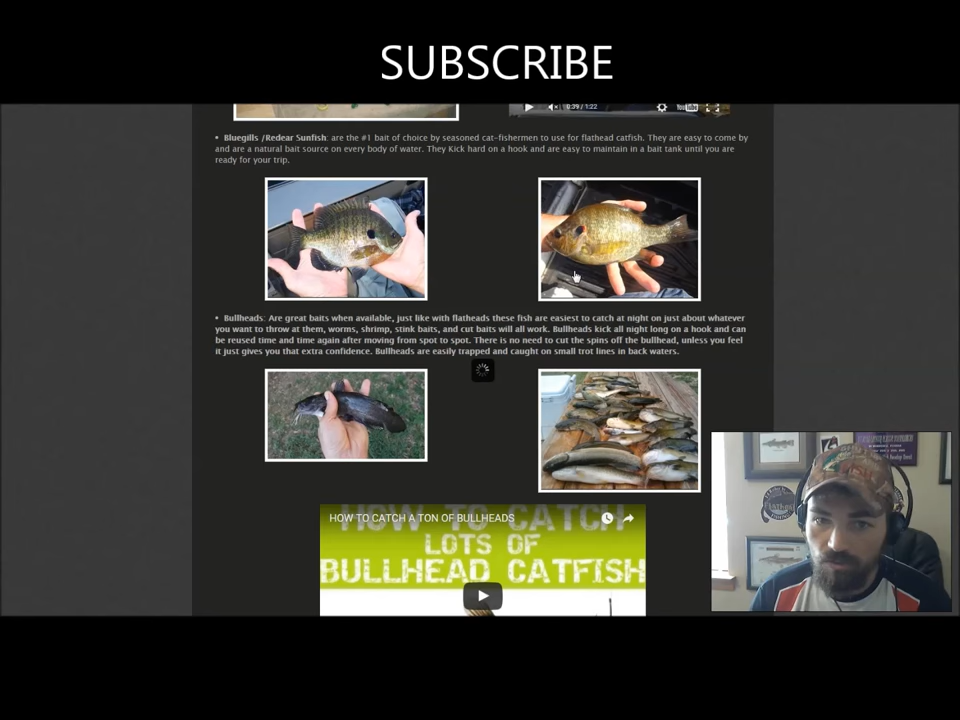 SUBSCRIBE
0:39 / 1:22
YouTube
• Bluegills /Redear Sunfish: are the #1 bait of choice by seasoned cat-fishermen to use for flathead catfish. They are easy to come by
and are a natural bait source on every body of water. They Kick hard on a hook and are easy to maintain in a bait tank until you are
ready for your trip.
• Bullheads: Are great baits when available, just like with flatheads these fish are easiest to catch at night on just about whatever
you want to throw at them, worms, shrimp, stink baits, and cut baits will all work. Bullheads kick all night long on a hook and can
be reused time and time again after moving from spot to spot. There is no need to cut the spins off the bullhead, unless you feel
it just gives you that extra confidence. Bullheads are easily trapped and caught on small trot lines in back waters.
HOW TO CATCH A TON OF BULLHEADS
HOW TO CATCH
LOTS OF
BULLHEAD CATFISH